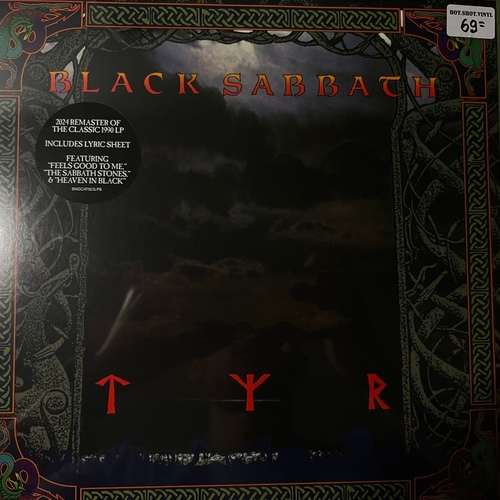 DOT.SHOT.VINYL
69=
BLACK SABBATH
2024 REMASTER OF
THE CLASSIC 1990 LP
INCLUDES LYRIC SHEET
FEATURING
"FEELS GOOD TO ME,"
"THE SABBATH STONES,"
& "HEAVEN IN BLACK"
ᛏ ᛉ ᚱ